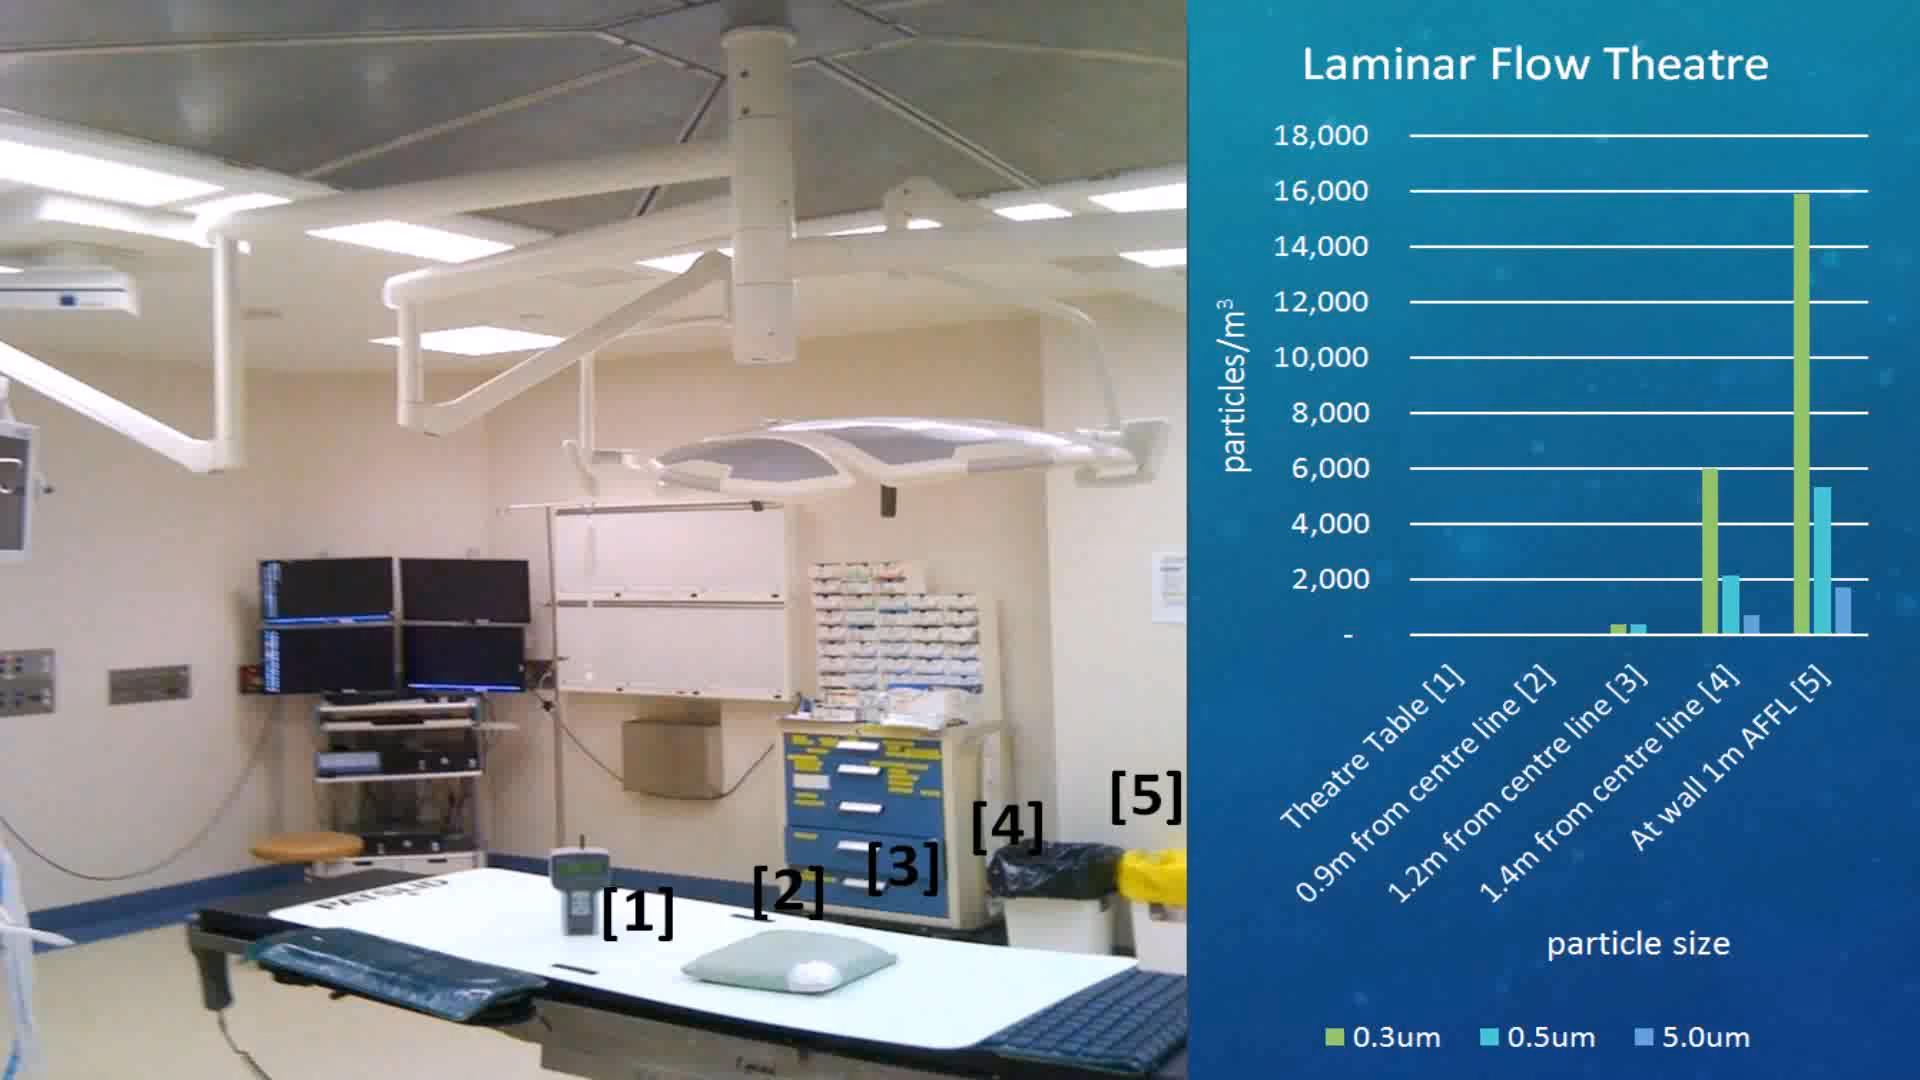 Laminar Flow Theatre
18,000
16,000
14,000
12,000
10,000
8,000
6,000
4,000
2,000
-
particles/m³
Theatre Table [1]
0.9m from centre line [2]
1.2m from centre line [3]
1.4m from centre line [4]
At wall 1m AFFL [5]
particle size
0.3um
0.5um
5.0um
[1]
[2]
[3]
[4]
[5]
PATSLID